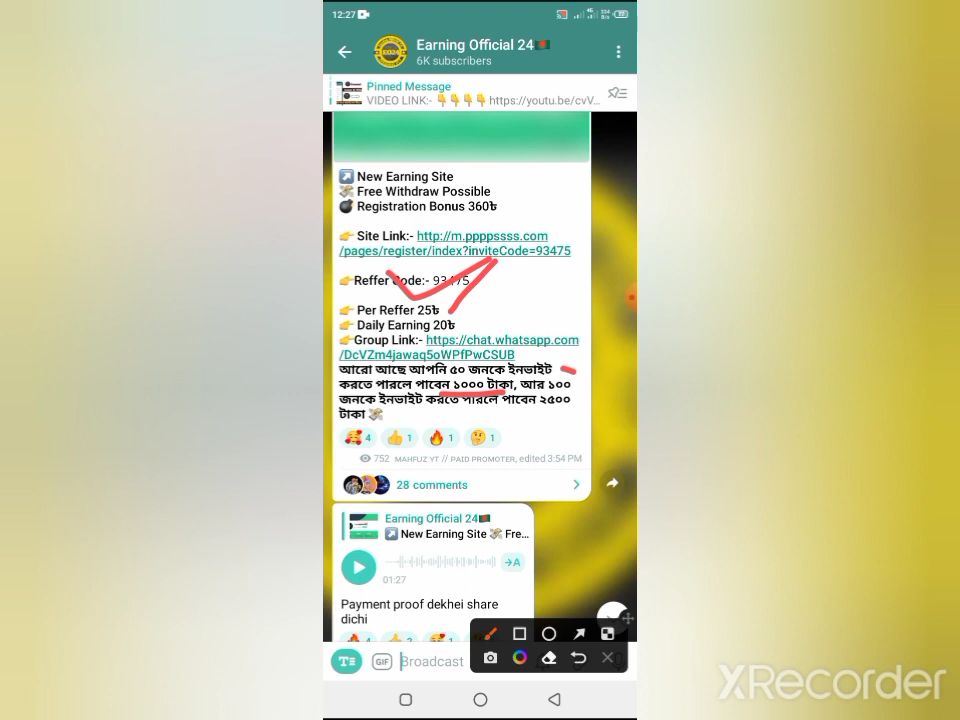 12:27
Earning Official 24🇧🇩
6K subscribers
Pinned Message
VIDEO LINK:- 👇👇👇👇 https://youtu.be/cvV...
↗️ New Earning Site
💸 Free Withdraw Possible
💣 Registration Bonus 360৳
👉 Site Link:- http://m.ppppssss.com
/pages/register/index?inviteCode=93475
👉Reffer Code:- 93475
👉 Per Reffer 25৳
👉 Daily Earning 20৳
👉Group Link:- https://chat.whatsapp.com
/DcVZm4jawaq5oWPfPwCSUB
আরো আছে আপনি ৫০ জনকে ইনভাইট
করতে পারলে পাবেন ১০০০ টাকা, আর ১০০
জনকে ইনভাইট করতে পারলে পাবেন ২৫০০
টাকা 💸
🥰 4 👍 1 🔥 1 🤔 1
752 MAHFUZ YT // PAID PROMOTER, edited 3:54 PM
28 comments
Earning Official 24🇧🇩
↗️ New Earning Site 💸 Fre...
→A
01:27
Payment proof dekhei share
dichi
GIF Broadcast
XRecorder